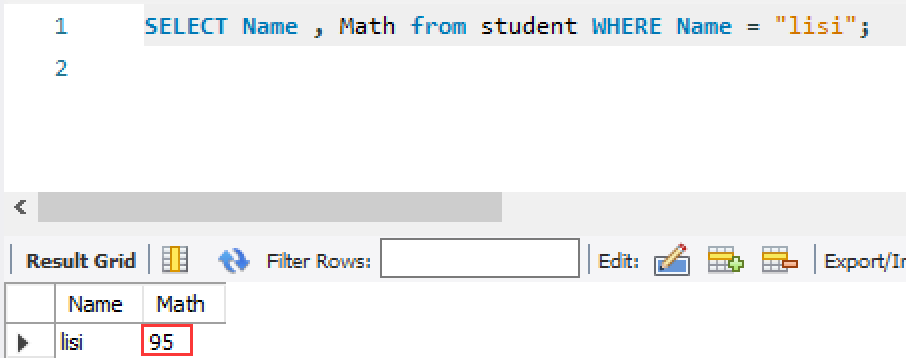 1 SELECT Name , Math from student WHERE Name = "lisi";
2
Result Grid Filter Rows: Edit: Export/In
Name Math
lisi 95